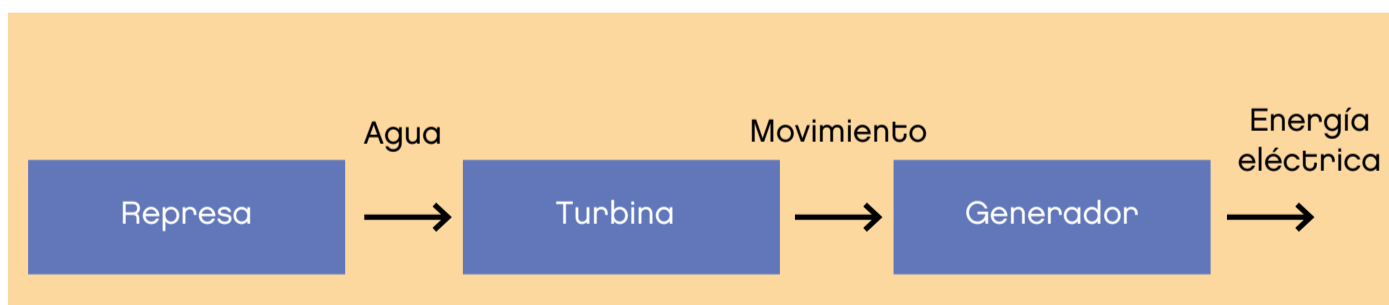 Agua
Movimiento
Energía
eléctrica
Represa
Turbina
Generador